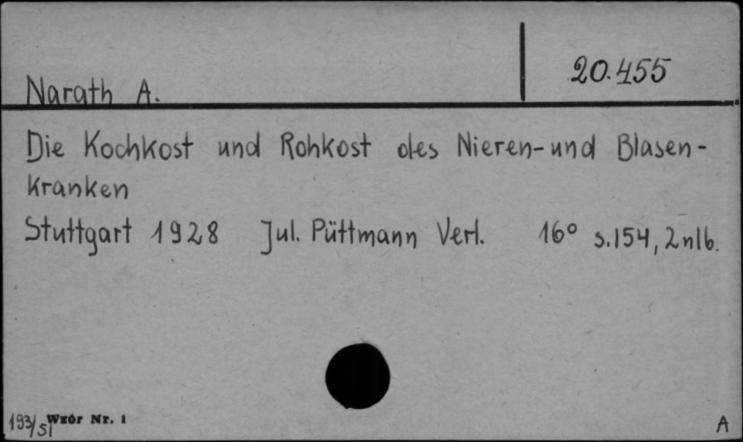 20.455
Narath A.
Die Kochkost und Rohkost des Nieren-und Blasen-
Kranken
Stuttgart 1928 Jul. Püttmann Verl. 16° s.154, 2nlb.
193/51 Wzór Nr. 1
A